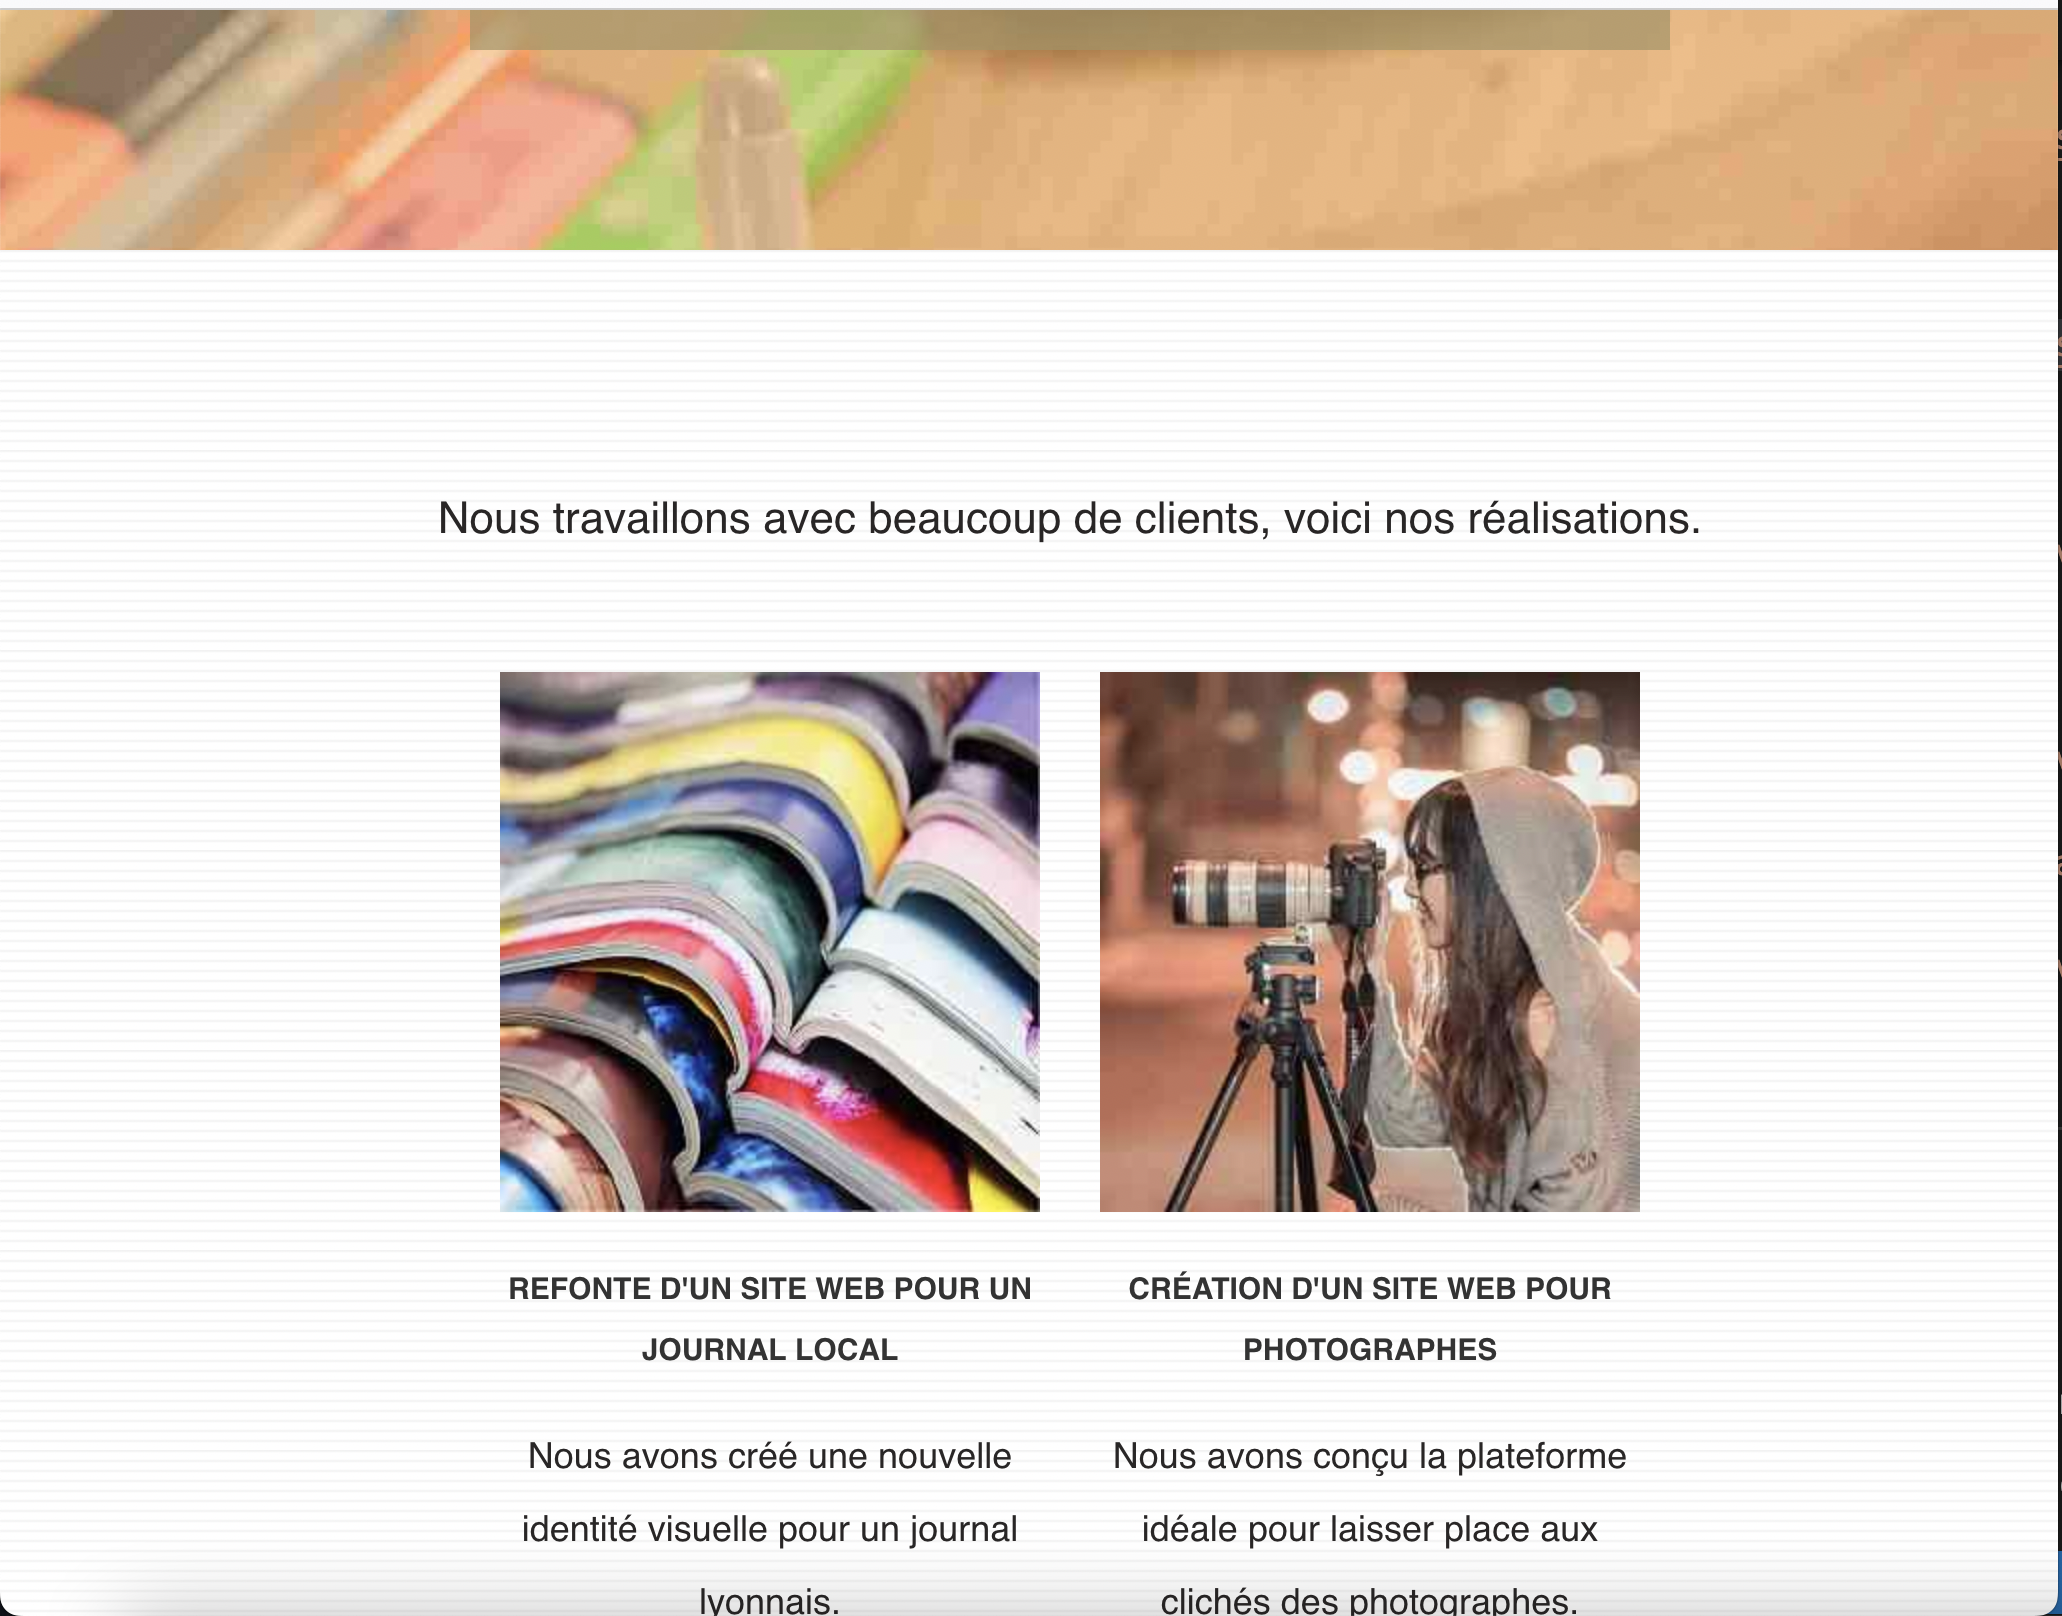 Nous travaillons avec beaucoup de clients, voici nos réalisations.
REFONTE D'UN SITE WEB POUR UN
JOURNAL LOCAL
Nous avons créé une nouvelle
identité visuelle pour un journal
lyonnais.
CRÉATION D'UN SITE WEB POUR
PHOTOGRAPHES
Nous avons conçu la plateforme
idéale pour laisser place aux
clichés des photographes.